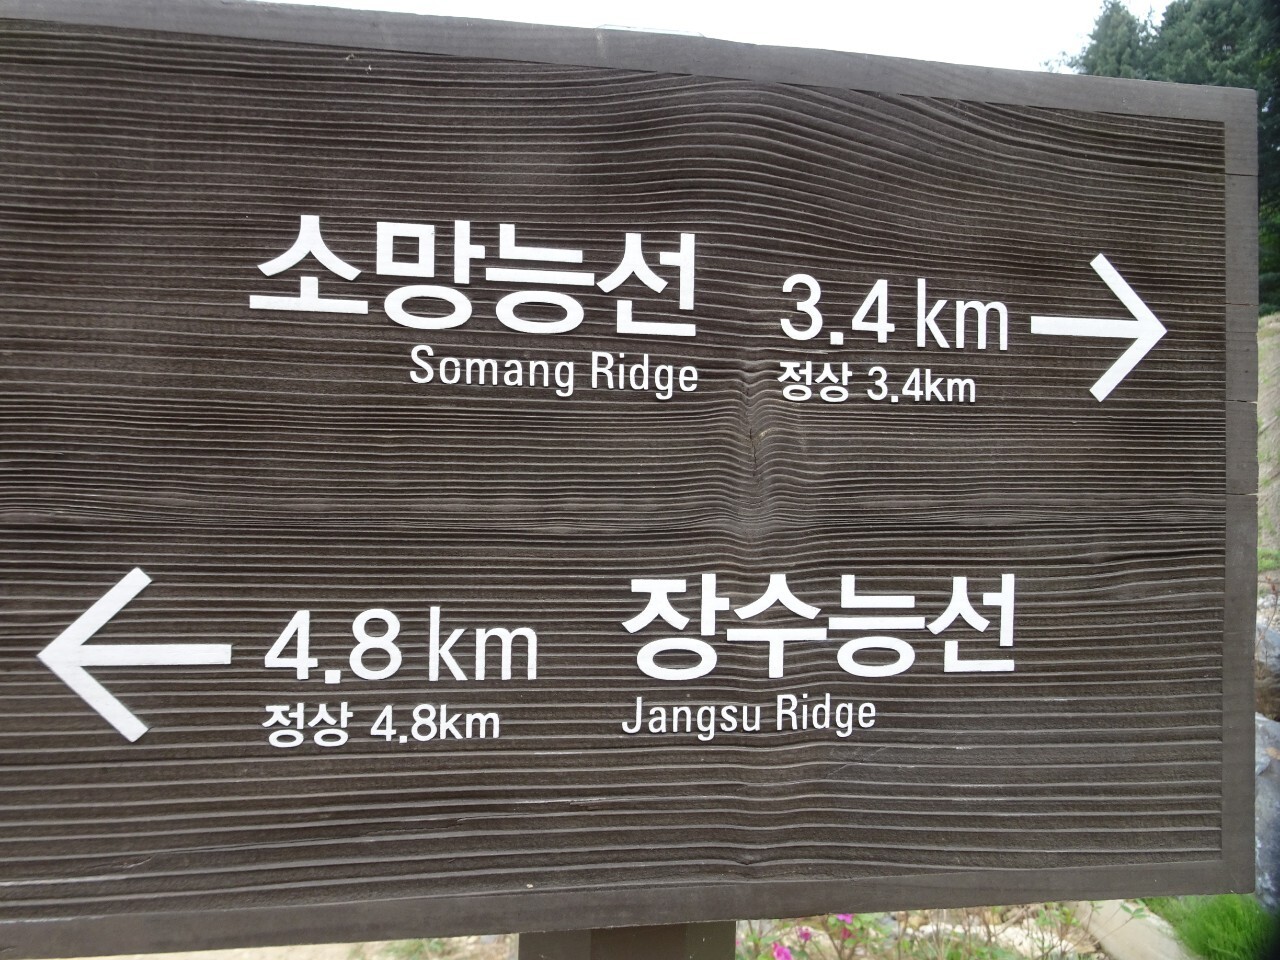 소망능선 3.4 km →
Somang Ridge 정상 3.4km
← 4.8 km 장수능선
정상 4.8km Jangsu Ridge